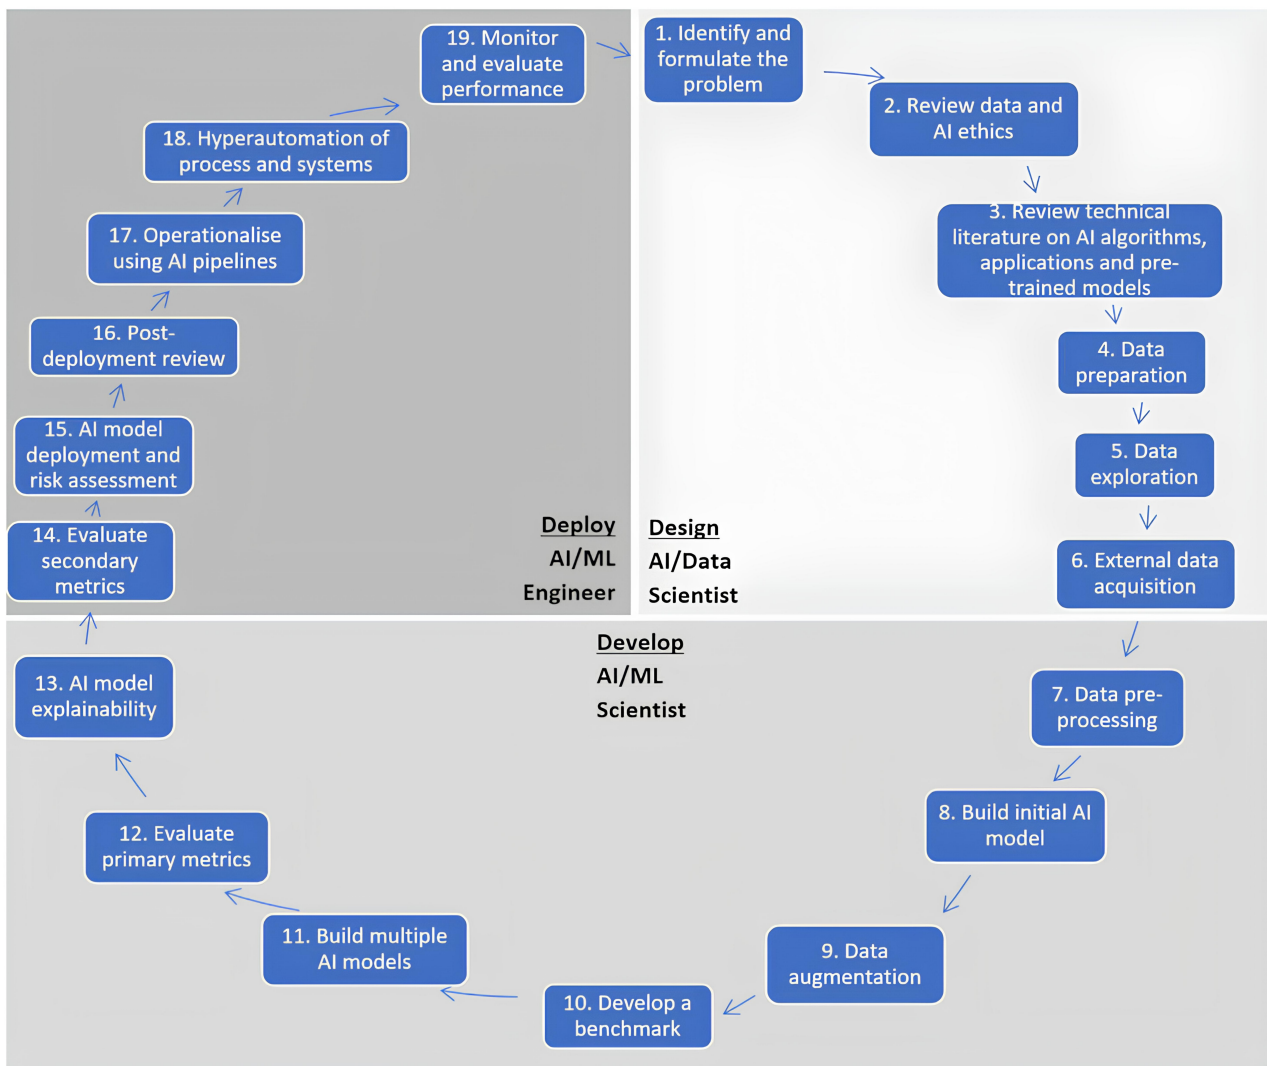 1. Identify and
formulate the
problem
2. Review data and
AI ethics
3. Review technical
literature on AI algorithms,
applications and pre-
trained models
4. Data
preparation
5. Data
exploration
6. External data
acquisition
Design
AI/Data
Scientist
7. Data pre-
processing
8. Build initial AI
model
9. Data
augmentation
10. Develop a
benchmark
11. Build multiple
AI models
12. Evaluate
primary metrics
13. AI model
explainability
Develop
AI/ML
Scientist
14. Evaluate
secondary
metrics
15. AI model
deployment and
risk assessment
16. Post-
deployment review
17. Operationalise
using AI pipelines
18. Hyperautomation of
process and systems
19. Monitor
and evaluate
performance
Deploy
AI/ML
Engineer